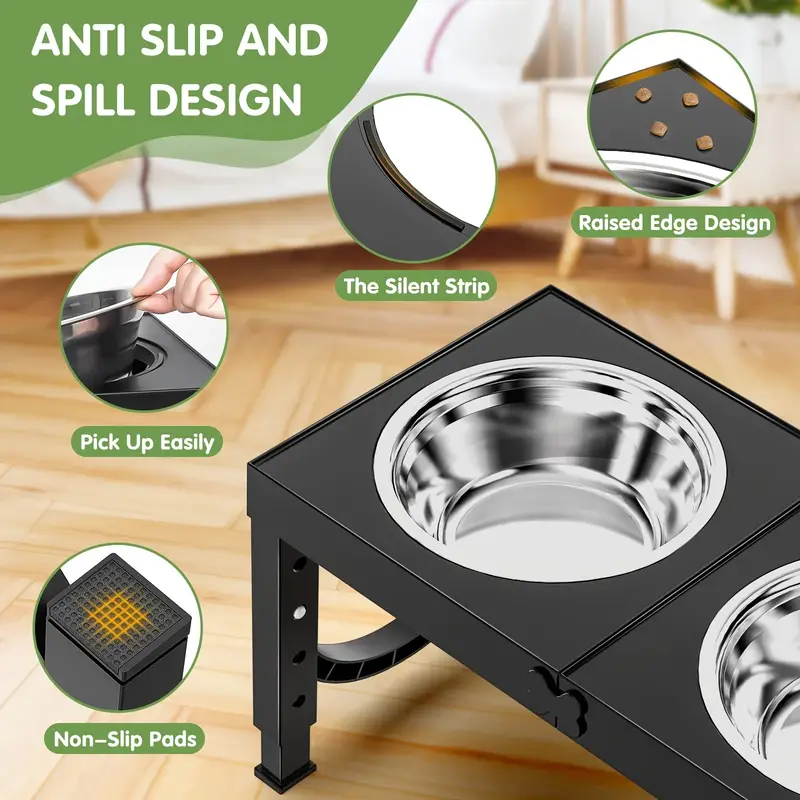 ANTI SLIP AND
SPILL DESIGN
Raised Edge Design
The Silent Strip
Pick Up Easily
Non-Slip Pads